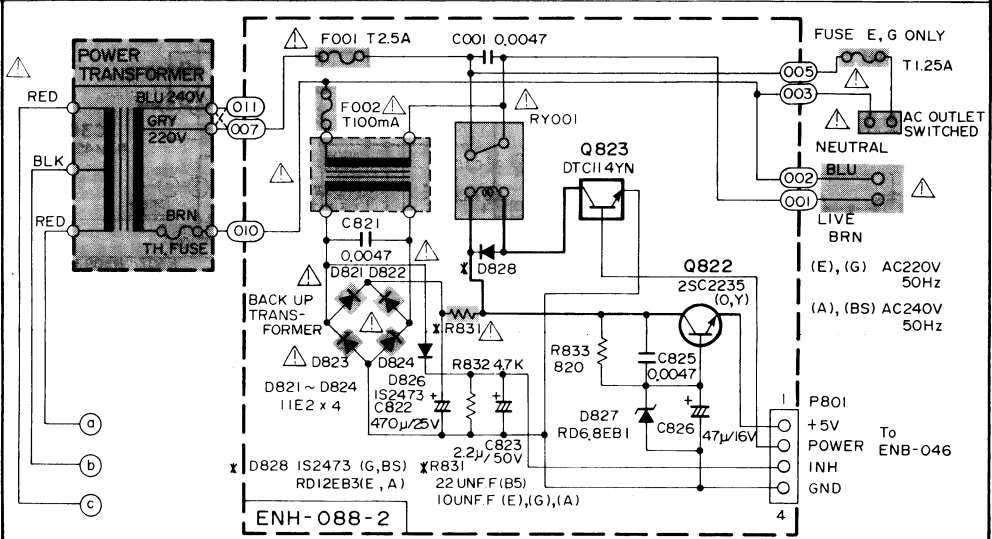 POWER
TRANSFORMER
RED
BLU 240V
GRY
220V
BLK
RED
BRN
TH. FUSE
011
007
010
x
F001 T2.5A
C001 0,0047
F002
T100mA
RY001
Q823
DTC114YN
FUSE E, G ONLY
T1.25A
005
003
AC OUTLET
SWITCHED
NEUTRAL
002
BLU
001
LIVE
BRN
C821
0,0047
D821 D822
BACK UP
TRANS-
FORMER
D823 D824
D821 ~ D824
11E2 x 4
x D828
x R831
D826
1S2473
C822
470μ/25V
R832 4.7K
C823
2.2μ/50V
Q822
2SC2235
(O,Y)
(E), (G) AC220V
50Hz
(A), (BS) AC240V
50Hz
R833
820
C825
0,0047
D827
RD6,8EB1
C826
47μ/16V
1 P801
+5V
POWER
INH
GND
4
To
ENB-046
a
b
c
x D828 1S2473 (G,BS)
RD12EB3(E, A)
x R831
22 UNF.F(BS)
10UNF.F (E),(G),(A)
ENH-088-2